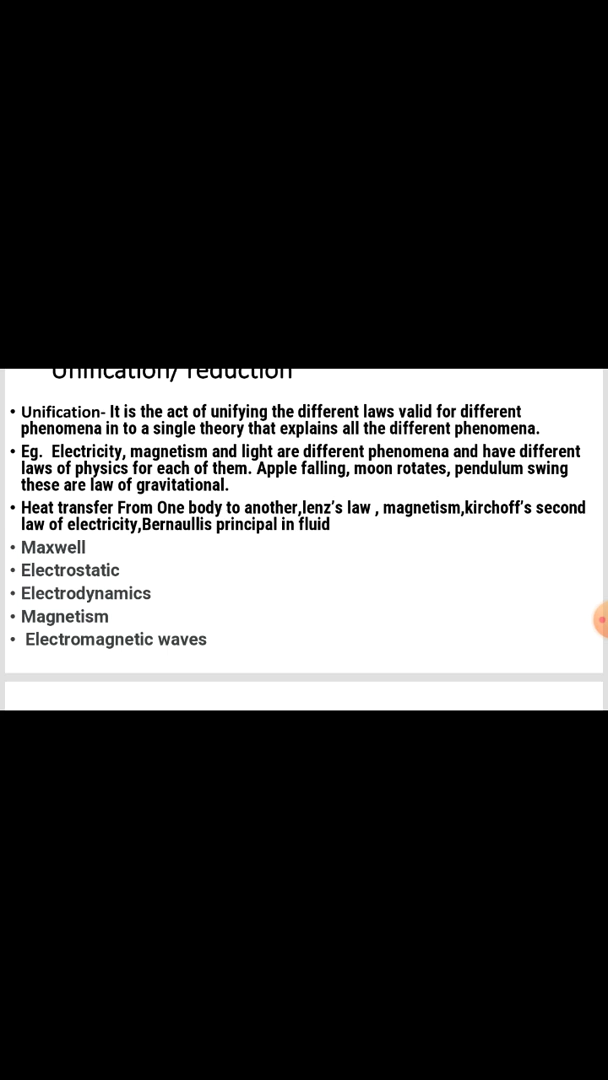 Unification/ reduction
• Unification- It is the act of unifying the different laws valid for different
phenomena in to a single theory that explains all the different phenomena.
• Eg.  Electricity, magnetism and light are different phenomena and have different
laws of physics for each of them. Apple falling, moon rotates, pendulum swing
these are law of gravitational.
• Heat transfer From One body to another,lenz’s law , magnetism,kirchoff’s second
law of electricity,Bernaullis principal in fluid
• Maxwell
• Electrostatic
• Electrodynamics
• Magnetism
•  Electromagnetic waves